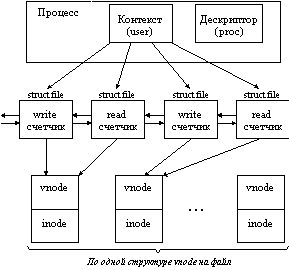 Процесс
Контекст
(user)
Дескриптор
(proc)
struct file
struct file
struct file
struct file
write
счетчик
read
счетчик
write
счетчик
read
счетчик
vnode
inode
vnode
inode
...
vnode
inode
По одной структуре vnode на файл